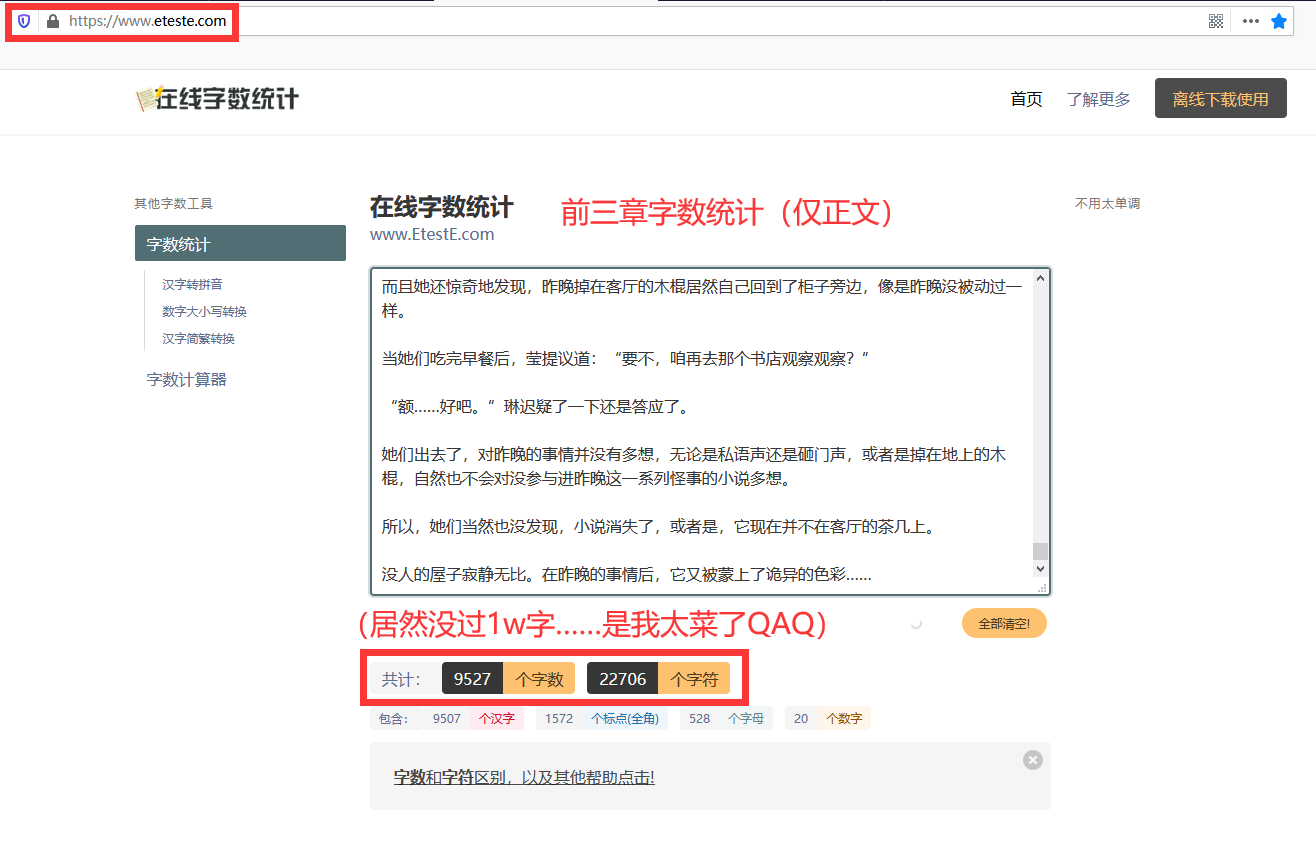 https://www.eteste.com
在线字数统计
首页
了解更多
离线下载使用
其他字数工具
字数统计
汉字转拼音
数字大小写转换
汉字简繁转换
字数计算器
在线字数统计
www.EtestE.com
前三章字数统计（仅正文）
不用太单调
而且她还惊奇地发现，昨晚掉在客厅的木棍居然自己回到了柜子旁边，像是昨晚没被动过一
样。
当她们吃完早餐后，莹提议道：“要不，咱再去那个书店观察观察？“
“额……好吧。”琳迟疑了一下还是答应了。
她们出去了，对昨晚的事情并没有多想，无论是私语声还是砸门声，或者是掉在地上的木
棍，自然也不会对没参与进昨晚这一系列怪事的小说多想。
所以，她们当然也没发现，小说消失了，或者是，它现在并不在客厅的茶几上。
没人的屋子寂静无比。在昨晚的事情后，它又被蒙上了诡异的色彩……
（居然没过1w字……是我太菜了QAQ）
全部清空!
共计： 9527 个字数 22706 个字符
包含： 9507 个汉字 1572 个标点(全角) 528 个字母 20 个数字
字数和字符区别，以及其他帮助点击!